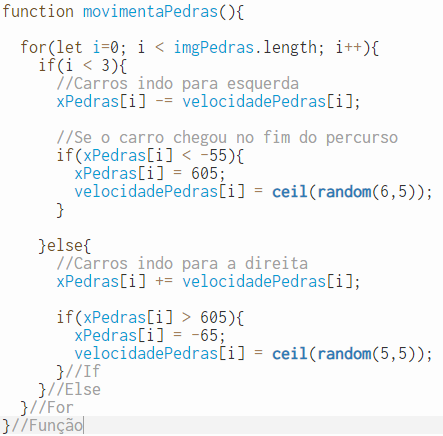 function movimentaPedras(){

  for(let i=0; i < imgPedras.length; i++){
    if(i < 3){
      //Carros indo para esquerda
      xPedras[i] -= velocidadePedras[i];

      //Se o carro chegou no fim do percurso
      if(xPedras[i] < -55){
        xPedras[i] = 605;
        velocidadePedras[i] = ceil(random(6,5));
      }

    }else{
      //Carros indo para a direita
      xPedras[i] += velocidadePedras[i];

      if(xPedras[i] > 605){
        xPedras[i] = -65;
        velocidadePedras[i] = ceil(random(5,5));
      }//If
    }//Else
  }//For
}//Função